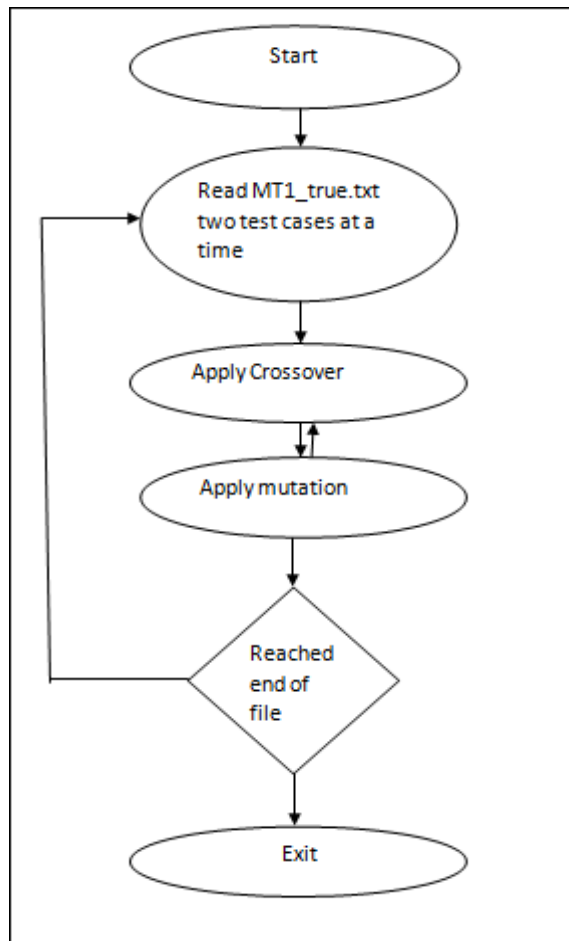 Start
Read MT1_true.txt
two test cases at a
time
Apply Crossover
Apply mutation
Reached
end of
file
Exit